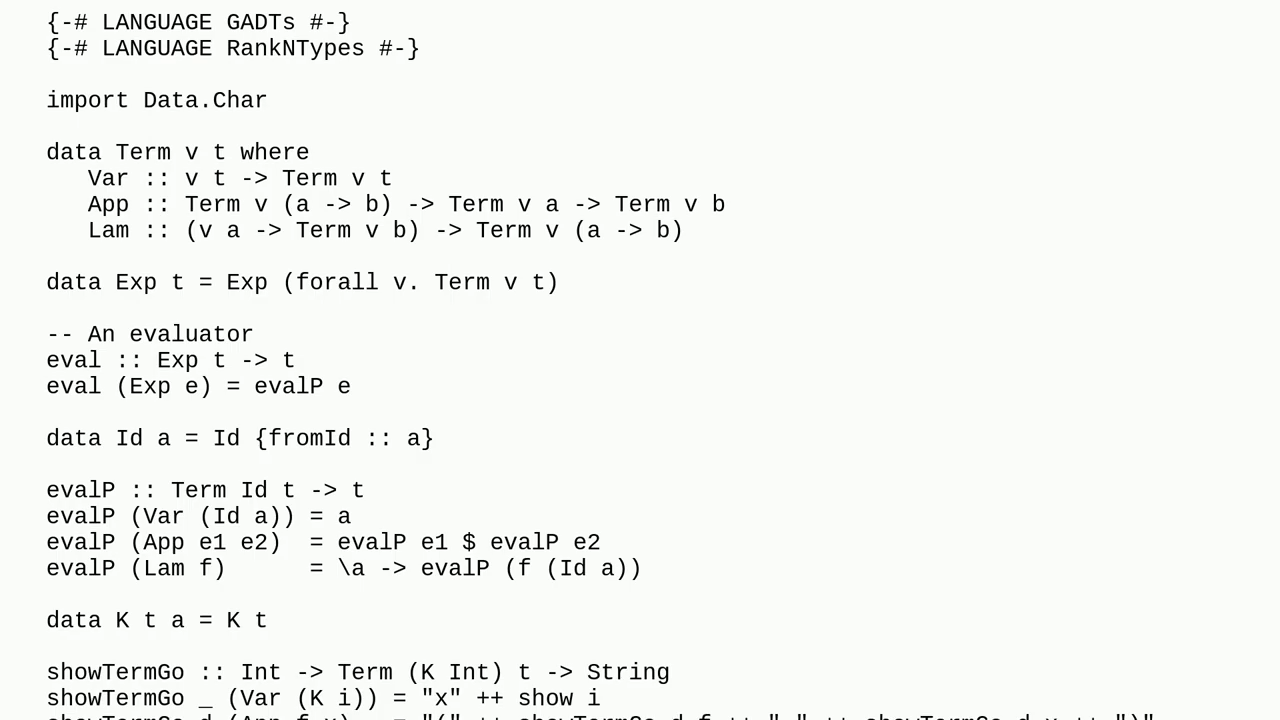 {-# LANGUAGE GADTs #-}
{-# LANGUAGE RankNTypes #-}
import Data.Char
data Term v t where
   Var :: v t -> Term v t
   App :: Term v (a -> b) -> Term v a -> Term v b
   Lam :: (v a -> Term v b) -> Term v (a -> b)
data Exp t = Exp (forall v. Term v t)
-- An evaluator
eval :: Exp t -> t
eval (Exp e) = evalP e
data Id a = Id {fromId :: a}
evalP :: Term Id t -> t
evalP (Var (Id a)) = a
evalP (App e1 e2)  = evalP e1 $ evalP e2
evalP (Lam f)      = \a -> evalP (f (Id a))
data K t a = K t
showTermGo :: Int -> Term (K Int) t -> String
showTermGo _ (Var (K i)) = "x" ++ show i